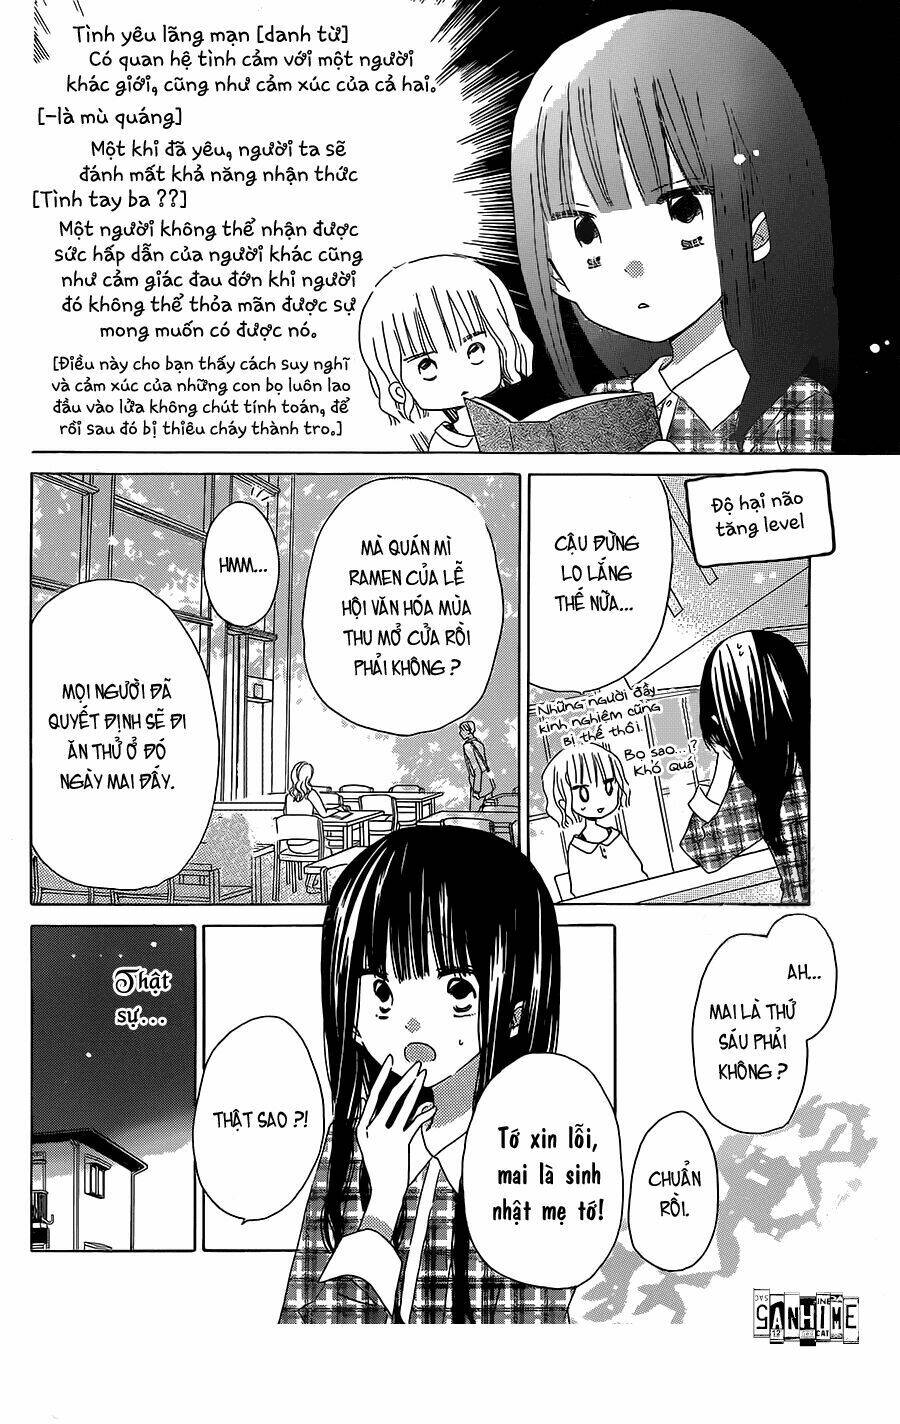 Tình yêu lãng mạn [danh từ]
Có quan hệ tình cảm với một người
khác giới, cũng như cảm xúc của cả hai.
[-là mù quáng]
Một khi đã yêu, người ta sẽ
đánh mất khả năng nhận thức
[Tình tay ba ??]
Một người không thể nhận được
sức hấp dẫn của người khác cũng
như cảm giác đau đớn khi người
đó không thể thỏa mãn được sự
mong muốn có được nó.
[Điều này cho bạn thấy cách suy nghĩ
và cảm xúc của những con bọ luôn lao
đầu vào lửa không chút tính toán, để
rồi sau đó bị thiêu cháy thành tro.]
Độ hại não
tăng level
CẬU ĐỪNG
LO LẮNG
THẾ NỮA...
Những người đầy
kinh nghiệm cũng
Bị thế thôi.
Bọ sao...!?
Khó quá
MÀ QUÁN MÌ
RAMEN CỦA LỄ
HỘI VĂN HÓA MÙA
THU MỞ CỬA RỒI
PHẢI KHÔNG ?
HMM...
MỌI NGƯỜI ĐÃ
QUYẾT ĐỊNH SẼ ĐI
ĂN THỬ Ở ĐÓ
NGÀY MAI ĐẤY.
AH...
MAI LÀ THỨ
SÁU PHẢI
KHÔNG ?
CHUẨN
RỒI.
Tớ xin lỗi,
mai là sinh
nhật mẹ tớ!
THẬT SAO ?!
Thật
sự...
SANHIME